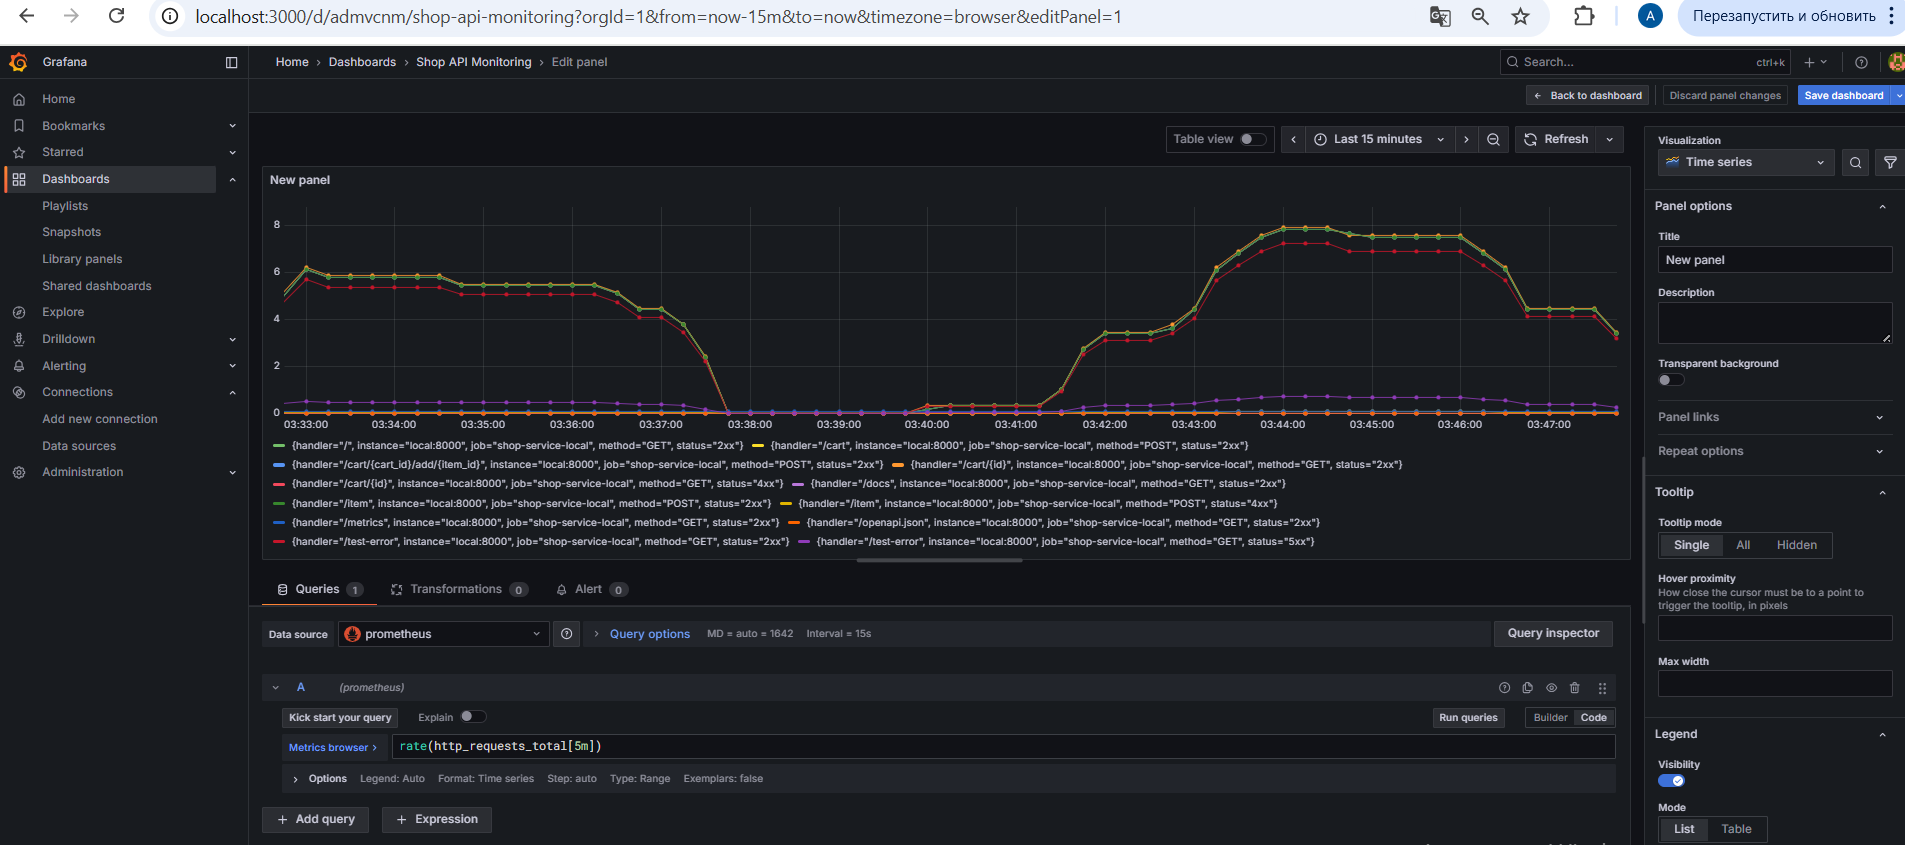 localhost:3000/d/admvcnm/shop-api-monitoring?orgId=1&from=now-15m&to=now&timezone=browser&editPanel=1
A
Перезапустить и обновить
Grafana
Home › Dashboards › Shop API Monitoring › Edit panel
Search...
ctrl+k
Home
Bookmarks
Starred
Dashboards
Playlists
Snapshots
Library panels
Shared dashboards
Explore
Drilldown
Alerting
Connections
Add new connection
Data sources
Administration
Back to dashboard
Discard panel changes
Save dashboard
Table view
Last 15 minutes
Refresh
New panel
8
6
4
2
0
03:33:00 03:34:00 03:35:00 03:36:00 03:37:00 03:38:00 03:39:00 03:40:00 03:41:00 03:42:00 03:43:00 03:44:00 03:45:00 03:46:00 03:47:00
{handler="/", instance="local:8000", job="shop-service-local", method="GET", status="2xx"} {handler="/cart", instance="local:8000", job="shop-service-local", method="POST", status="2xx"}
{handler="/cart/{cart_id}/add/{item_id}", instance="local:8000", job="shop-service-local", method="POST", status="2xx"} {handler="/cart/{id}", instance="local:8000", job="shop-service-local", method="GET", status="2xx"}
{handler="/cart/{id}", instance="local:8000", job="shop-service-local", method="GET", status="4xx"} {handler="/docs", instance="local:8000", job="shop-service-local", method="GET", status="2xx"}
{handler="/item", instance="local:8000", job="shop-service-local", method="POST", status="2xx"} {handler="/item", instance="local:8000", job="shop-service-local", method="POST", status="4xx"}
{handler="/metrics", instance="local:8000", job="shop-service-local", method="GET", status="2xx"} {handler="/openapi.json", instance="local:8000", job="shop-service-local", method="GET", status="2xx"}
{handler="/test-error", instance="local:8000", job="shop-service-local", method="GET", status="2xx"} {handler="/test-error", instance="local:8000", job="shop-service-local", method="GET", status="5xx"}
Queries 1
Transformations 0
Alert 0
Data source
prometheus
Query options
MD = auto = 1642
Interval = 15s
Query inspector
A
(prometheus)
Kick start your query
Explain
Run queries
Builder
Code
Metrics browser ›
rate(http_requests_total[5m])
Options
Legend: Auto
Format: Time series
Step: auto
Type: Range
Exemplars: false
+ Add query
+ Expression
Visualization
Time series
Panel options
Title
New panel
Description
Transparent background
Panel links
Repeat options
Tooltip
Tooltip mode
Single
All
Hidden
Hover proximity
How close the cursor must be to a point to
trigger the tooltip, in pixels
Max width
Legend
Visibility
Mode
List
Table